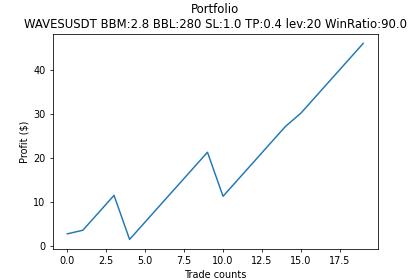 Portfolio
WAVESUSDT BBM:2.8 BBL:280 SL:1.0 TP:0.4 lev:20 WinRatio:90.0
Profit ($)
40
30
20
10
0
0.0 2.5 5.0 7.5 10.0 12.5 15.0 17.5
Trade counts